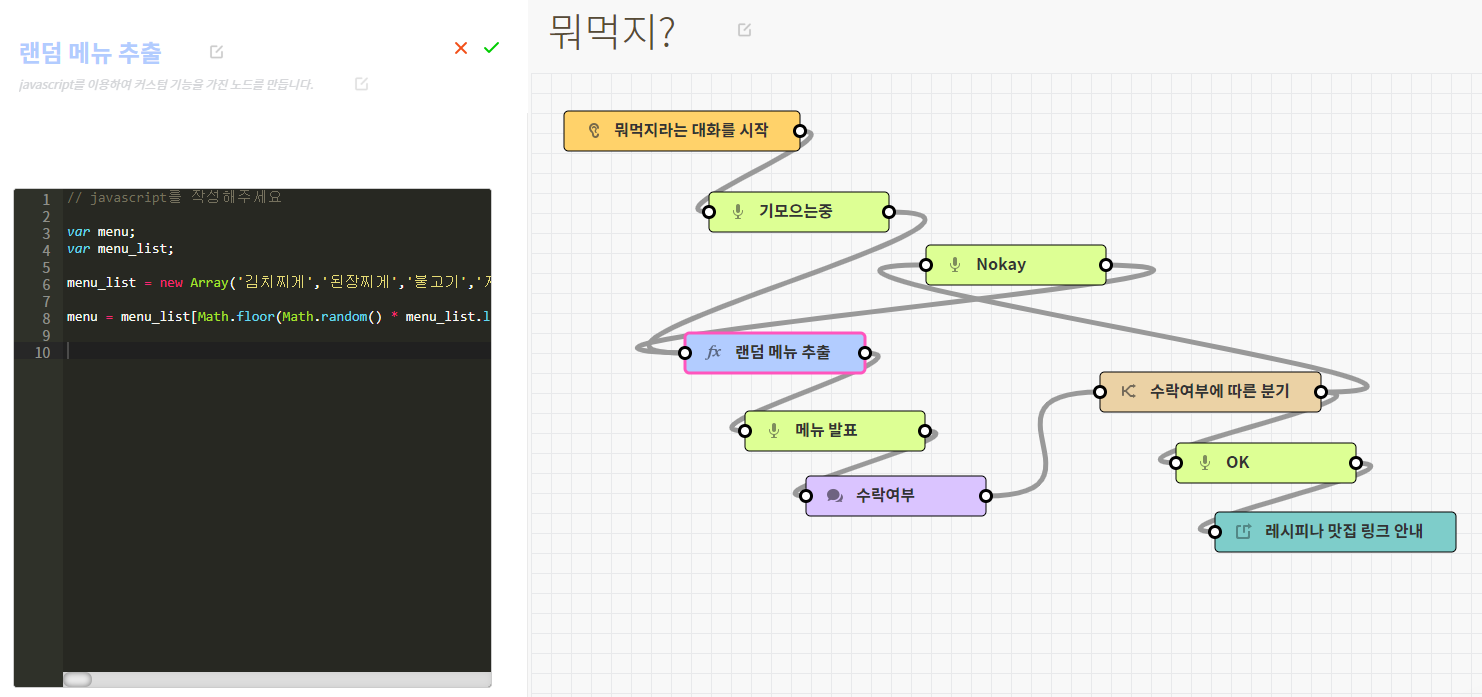 랜덤 메뉴 추출
javascript를 이용하여 커스텀 기능을 가진 노드를 만듭니다.
1 // javascript를 작성해주세요
2
3 var menu;
4 var menu_list;
5
6 menu_list = new Array('김치찌게','된장찌게','불고기','
7
8 menu = menu_list[Math.floor(Math.random() * menu_list.l
9
10
뭐먹지?
뭐먹지라는 대화를 시작
기모으는중
Nokay
fx 랜덤 메뉴 추출
메뉴 발표
수락여부
수락여부에 따른 분기
OK
레시피나 맛집 링크 안내